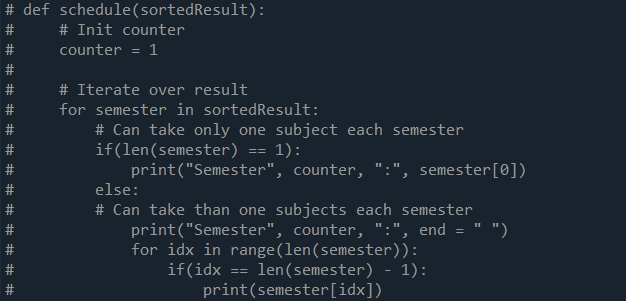 # def schedule(sortedResult):
#     # Init counter
#     counter = 1
#
#     # Iterate over result
#     for semester in sortedResult:
#         # Can take only one subject each semester
#         if(len(semester) == 1):
#             print("Semester", counter, ":", semester[0])
#         else:
#         # Can take than one subjects each semester
#             print("Semester", counter, ":", end = " ")
#             for idx in range(len(semester)):
#                 if(idx == len(semester) - 1):
#                     print(semester[idx])